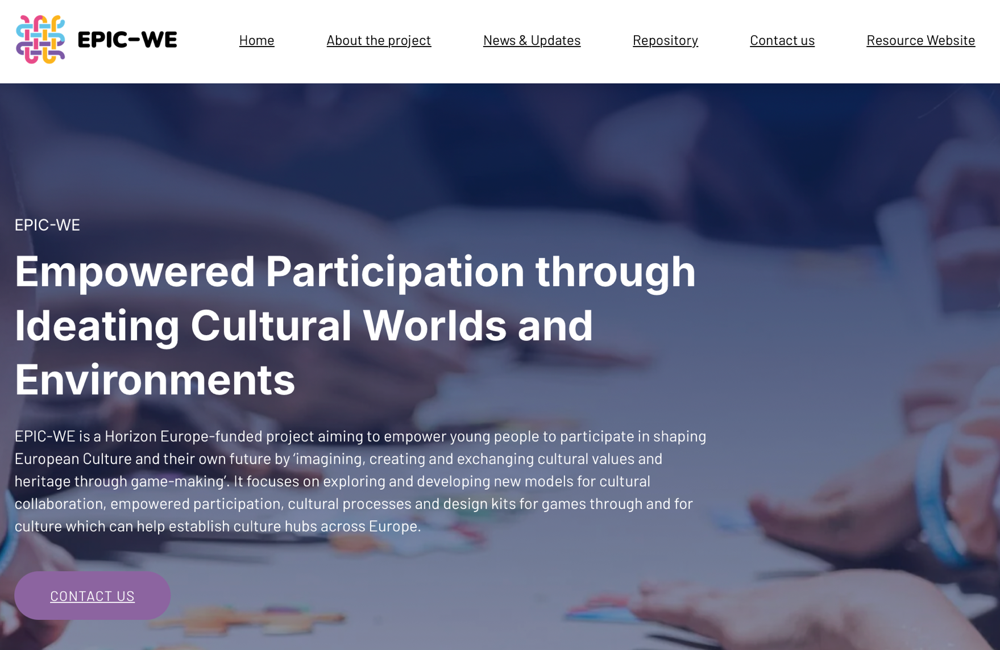 EPIC-WE
Home
About the project
News & Updates
Repository
Contact us
Resource Website
EPIC-WE
Empowered Participation through
Ideating Cultural Worlds and
Environments
EPIC-WE is a Horizon Europe-funded project aiming to empower young people to participate in shaping
European Culture and their own future by ’imagining, creating and exchanging cultural values and
heritage through game-making’. It focuses on exploring and developing new models for cultural
collaboration, empowered participation, cultural processes and design kits for games through and for
culture which can help establish culture hubs across Europe.
CONTACT US